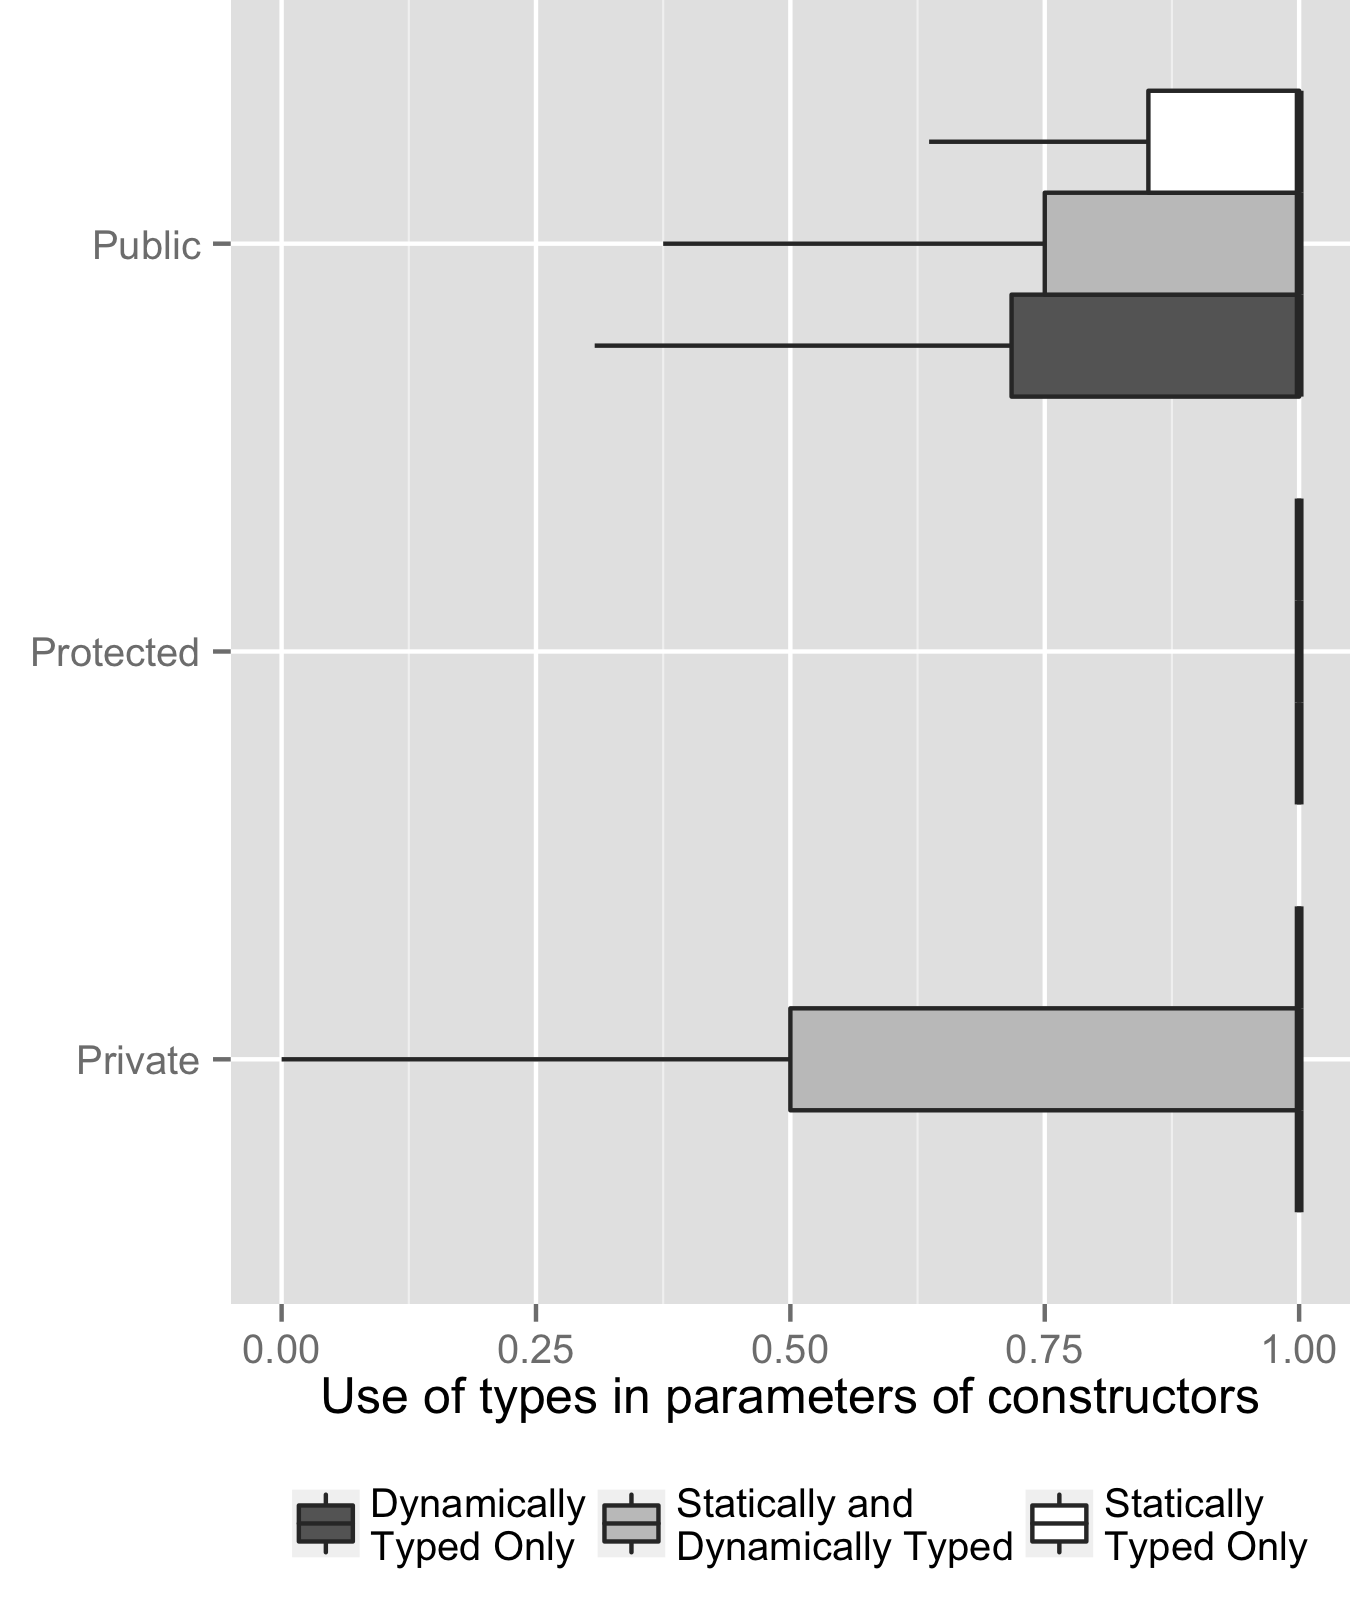 Public
Protected
Private
0.00 0.25 0.50 0.75 1.00
Use of types in parameters of constructors
Dynamically
Typed Only
Statically and
Dynamically Typed
Statically
Typed Only